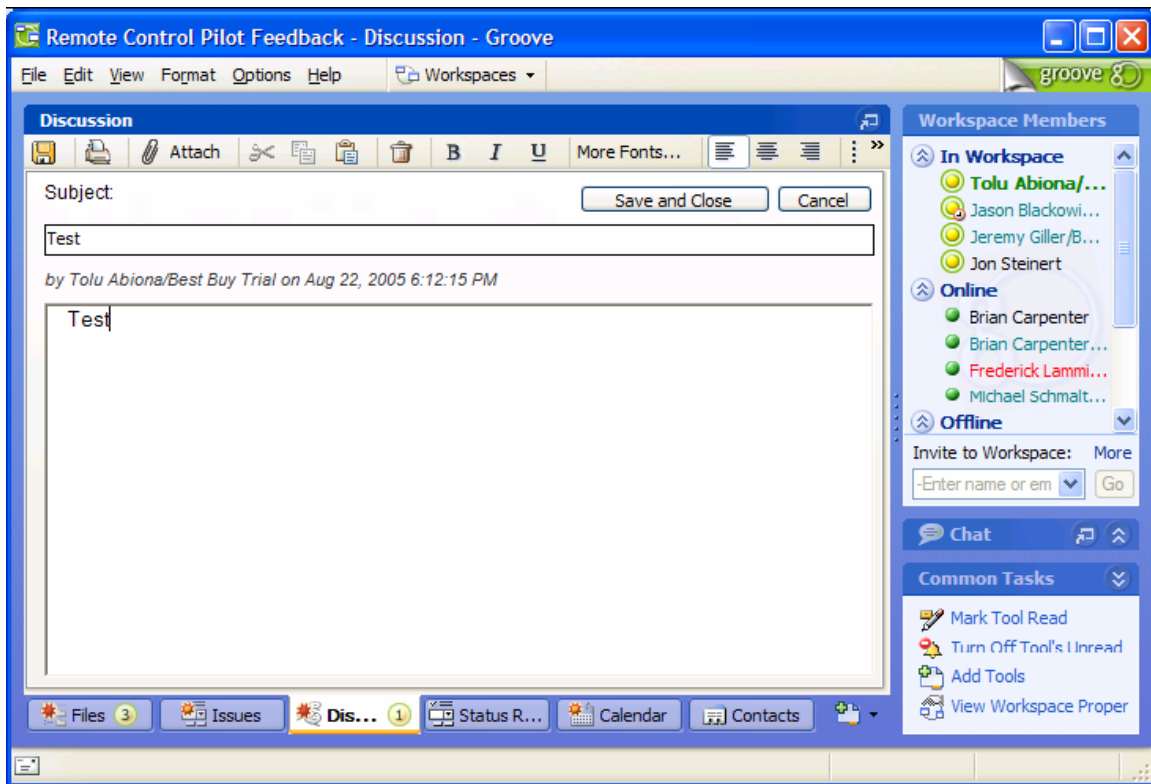 Remote Control Pilot Feedback - Discussion - Groove
File Edit View Format Options Help Workspaces
groove
Discussion
Attach B I U More Fonts... »
Subject:
Save and Close Cancel
Test
by Tolu Abiona/Best Buy Trial on Aug 22, 2005 6:12:15 PM
Test
Files 3 Issues Dis... 1 Status R... Calendar Contacts
Workspace Members
In Workspace
Tolu Abiona/...
Jason Blackowi...
Jeremy Giller/B...
Jon Steinert
Online
Brian Carpenter
Brian Carpenter...
Frederick Lammi...
Michael Schmalt...
Offline
Invite to Workspace: More
-Enter name or em Go
Chat
Common Tasks
Mark Tool Read
Turn Off Tool's Unread
Add Tools
View Workspace Proper